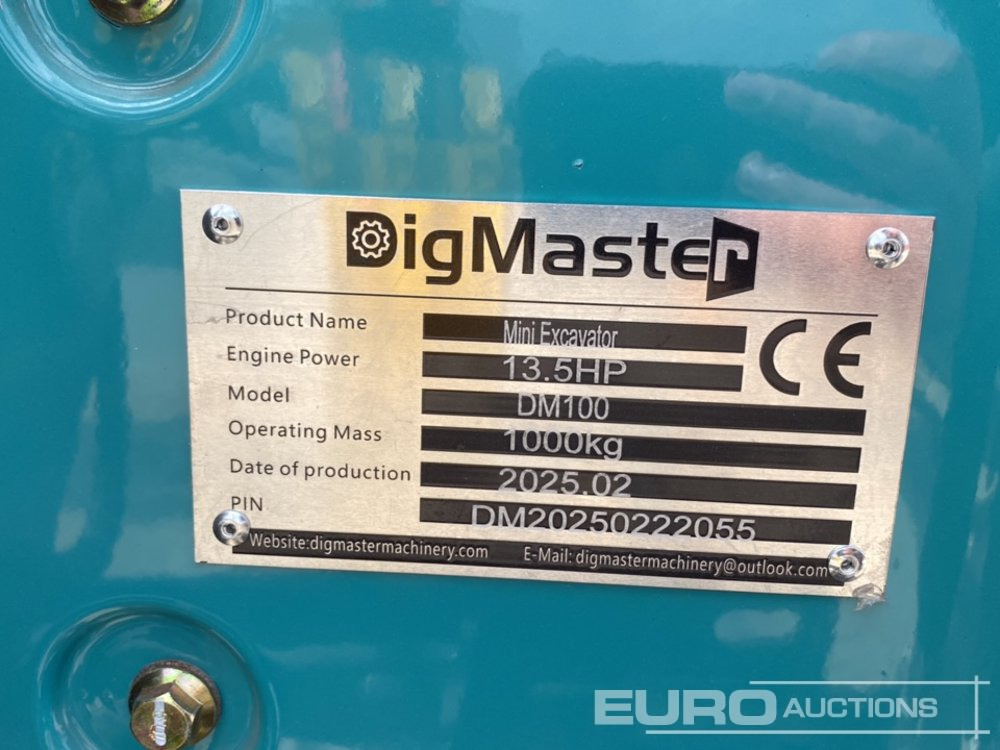 DigMaster
Product Name Mini Excavator
Engine Power 13.5HP
CE
Model DM100
Operating Mass 1000kg
Date of production 2025.02
PIN DM20250222055
Website:digmastermachinery.com E-Mail: digmastermachinery@outlook.com
EURO AUCTIONS